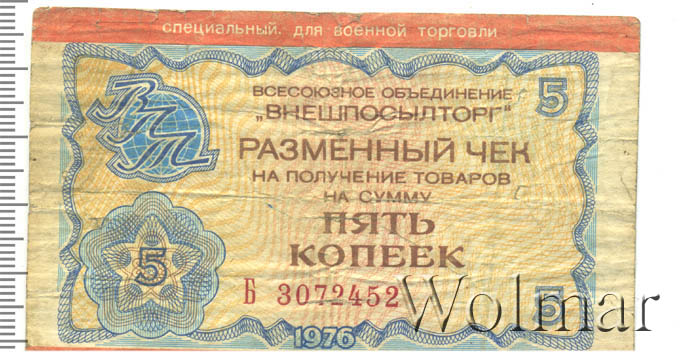 специальный. для военной торговли
ВСЕСОЮЗНОЕ ОБЪЕДИНЕНИЕ
„ВНЕШПОСЫЛТОРГ"
5
ВПТ
РАЗМЕННЫЙ ЧЕК
НА ПОЛУЧЕНИЕ ТОВАРОВ
НА СУММУ
ПЯТЬ
КОПЕЕК
5
Б 3072452
5
1976
Wolmar